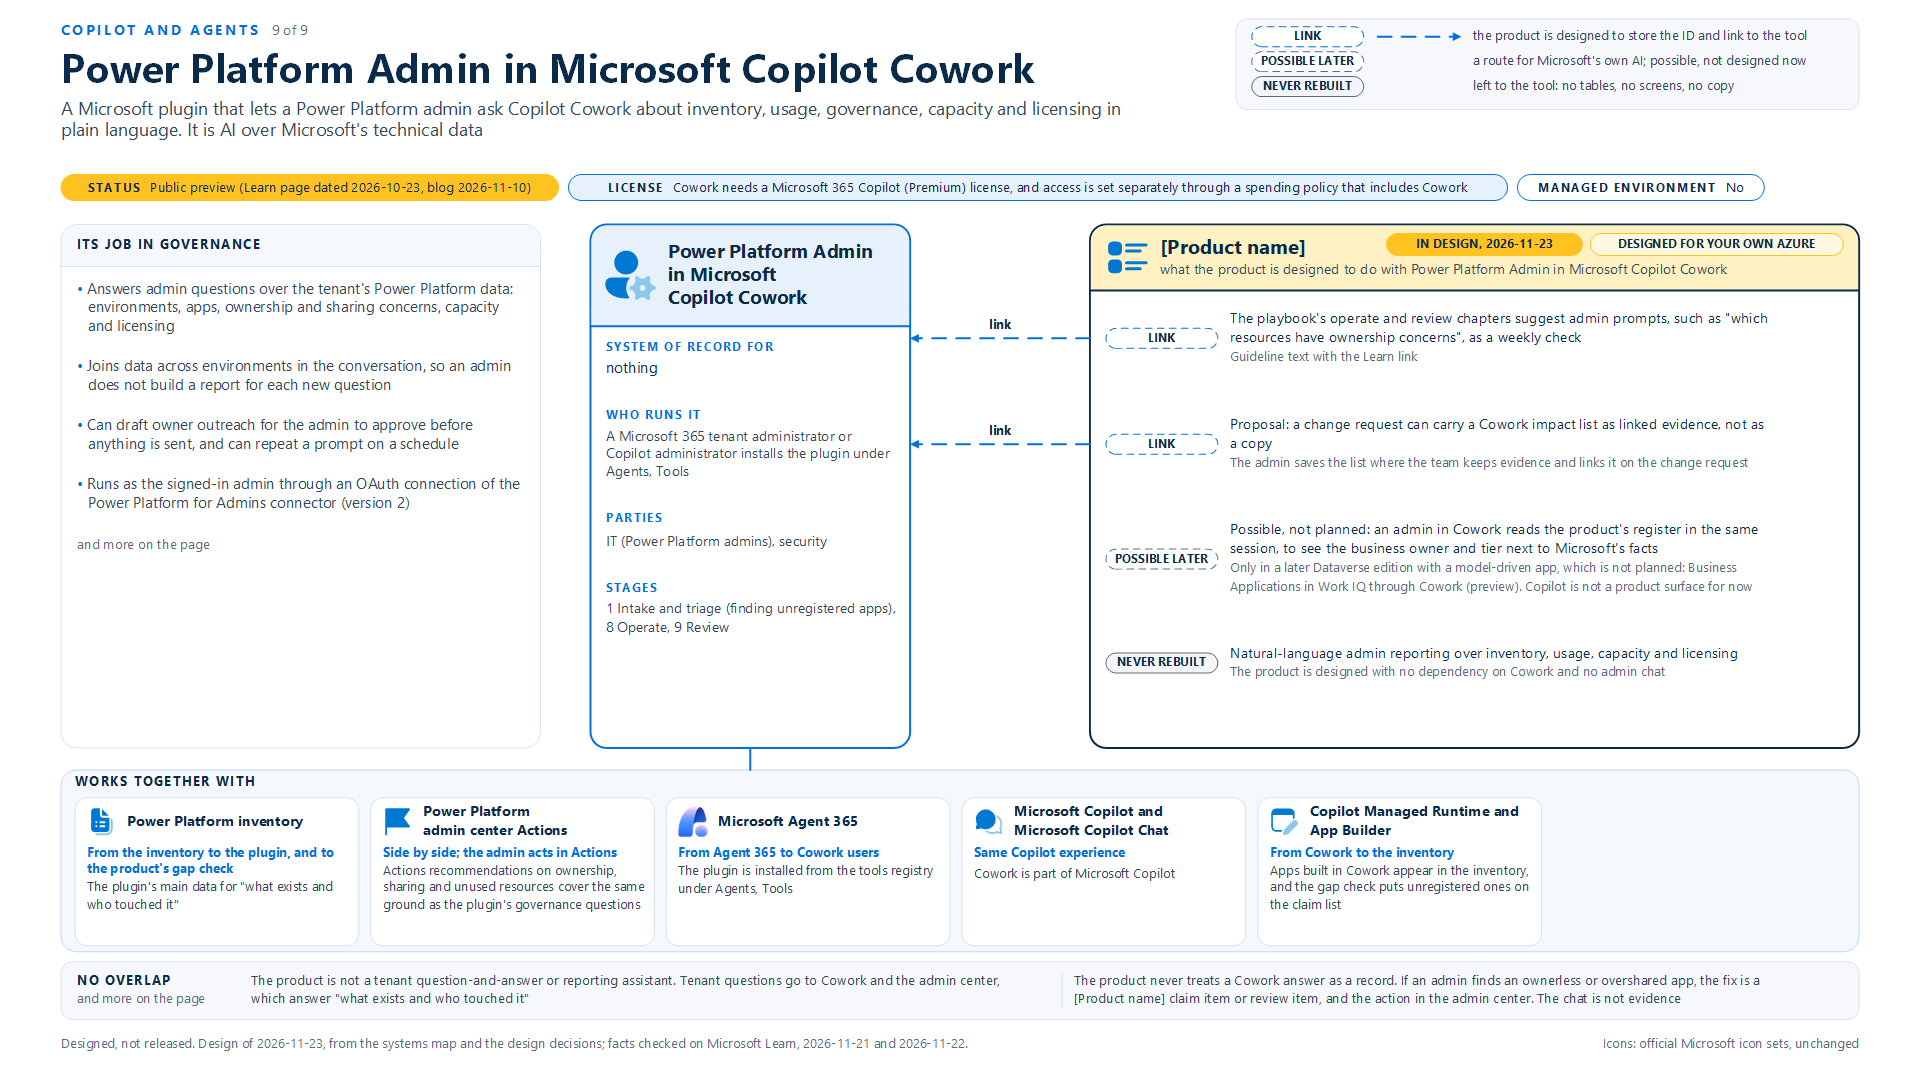 COPILOT AND AGENTS 9 of 9
Power Platform Admin in Microsoft Copilot Cowork
A Microsoft plugin that lets a Power Platform admin ask Copilot Cowork about inventory, usage, governance, capacity and licensing in
plain language. It is AI over Microsoft's technical data
LINK the product is designed to store the ID and link to the tool
POSSIBLE LATER a route for Microsoft's own AI; possible, not designed now
NEVER REBUILT left to the tool: no tables, no screens, no copy
STATUS Public preview (Learn page dated 2026-10-23, blog 2026-11-10)
LICENSE Cowork needs a Microsoft 365 Copilot (Premium) license, and access is set separately through a spending policy that includes Cowork
MANAGED ENVIRONMENT No
ITS JOB IN GOVERNANCE
• Answers admin questions over the tenant's Power Platform data:
environments, apps, ownership and sharing concerns, capacity
and licensing
• Joins data across environments in the conversation, so an admin
does not build a report for each new question
• Can draft owner outreach for the admin to approve before
anything is sent, and can repeat a prompt on a schedule
• Runs as the signed-in admin through an OAuth connection of the
Power Platform for Admins connector (version 2)
and more on the page
Power Platform Admin
in Microsoft
Copilot Cowork
SYSTEM OF RECORD FOR
nothing
WHO RUNS IT
A Microsoft 365 tenant administrator or
Copilot administrator installs the plugin under
Agents, Tools
PARTIES
IT (Power Platform admins), security
STAGES
1 Intake and triage (finding unregistered apps),
8 Operate, 9 Review
link
link
[Product name]
IN DESIGN, 2026-11-23
DESIGNED FOR YOUR OWN AZURE
what the product is designed to do with Power Platform Admin in Microsoft Copilot Cowork
LINK
The playbook's operate and review chapters suggest admin prompts, such as "which
resources have ownership concerns", as a weekly check
Guideline text with the Learn link
LINK
Proposal: a change request can carry a Cowork impact list as linked evidence, not as
a copy
The admin saves the list where the team keeps evidence and links it on the change request
POSSIBLE LATER
Possible, not planned: an admin in Cowork reads the product's register in the same
session, to see the business owner and tier next to Microsoft's facts
Only in a later Dataverse edition with a model-driven app, which is not planned: Business
Applications in Work IQ through Cowork (preview). Copilot is not a product surface for now
NEVER REBUILT
Natural-language admin reporting over inventory, usage, capacity and licensing
The product is designed with no dependency on Cowork and no admin chat
WORKS TOGETHER WITH
Power Platform inventory
From the inventory to the plugin, and to
the product's gap check
The plugin's main data for "what exists and
who touched it"
Power Platform
admin center Actions
Side by side; the admin acts in Actions
Actions recommendations on ownership,
sharing and unused resources cover the same
ground as the plugin's governance questions
Microsoft Agent 365
From Agent 365 to Cowork users
The plugin is installed from the tools registry
under Agents, Tools
Microsoft Copilot and
Microsoft Copilot Chat
Same Copilot experience
Cowork is part of Microsoft Copilot
Copilot Managed Runtime and
App Builder
From Cowork to the inventory
Apps built in Cowork appear in the inventory,
and the gap check puts unregistered ones on
the claim list
NO OVERLAP
and more on the page
The product is not a tenant question-and-answer or reporting assistant. Tenant questions go to Cowork and the admin center,
which answer "what exists and who touched it"
The product never treats a Cowork answer as a record. If an admin finds an ownerless or overshared app, the fix is a
[Product name] claim item or review item, and the action in the admin center. The chat is not evidence
Designed, not released. Design of 2026-11-23, from the systems map and the design decisions; facts checked on Microsoft Learn, 2026-11-21 and 2026-11-22.
Icons: official Microsoft icon sets, unchanged